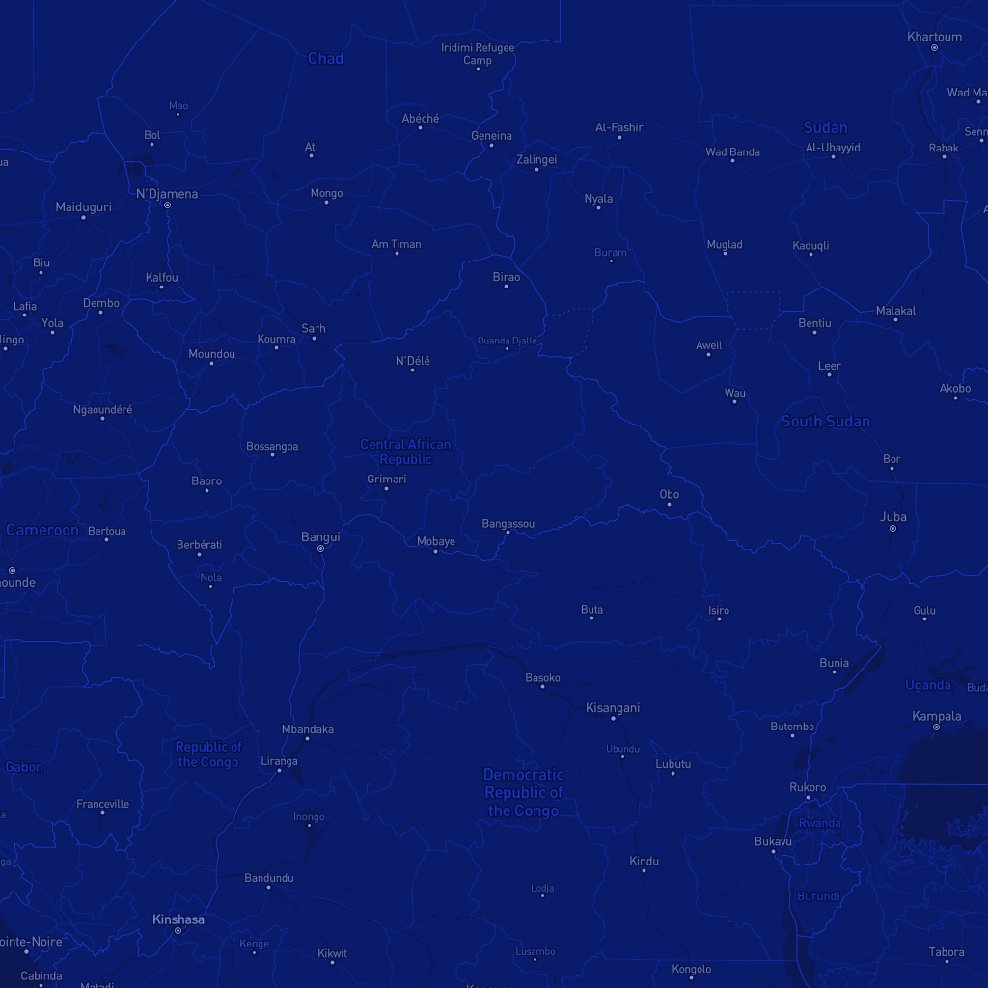 Khartoum
Iridimi Refugee
Camp
Chad
Wad Ma
Mao
Abéché
Al-Fashir
Sudan
Senn
Bol
Geneina
Al-Ubayyid
Rabak
At
Zalingei
Wad Banda
ua
N'Djamena
Mongo
Nyala
Maiduguri
A
Am Timan
Muglad
Kaduqli
Buram
Biu
Kalfou
Birao
Lafia
Dembo
Malakal
Yola
Sarh
Bentiu
lingo
Koumra
Ouanda Djalle
Aweil
Moundou
N'Délé
Leer
Akobo
Wau
Ngaoundéré
South Sudan
Bossangoa
Central African
Republic
Bor
Baoro
Grimari
Obo
Juba
Cameroon
Bertoua
Bangassou
Berbérati
Bangui
Mobaye
Nola
ounde
Buta
Isiro
Gulu
Bunia
Basoko
Uganda
Buda
Kisangani
Kampala
Mbandaka
Butembo
Republic of
the Congo
Ubundu
Liranga
Lubutu
Gabon
Democratic
Republic of
the Congo
Rukoro
Franceville
la
Inongo
Rwanda
Bukavu
ga
Kirdu
Bandundu
Lodja
Burundi
Kinshasa
ointe-Noire
Kenge
Kikwit
Lusambo
Tabora
Kongolo
Cabinda
Matadi